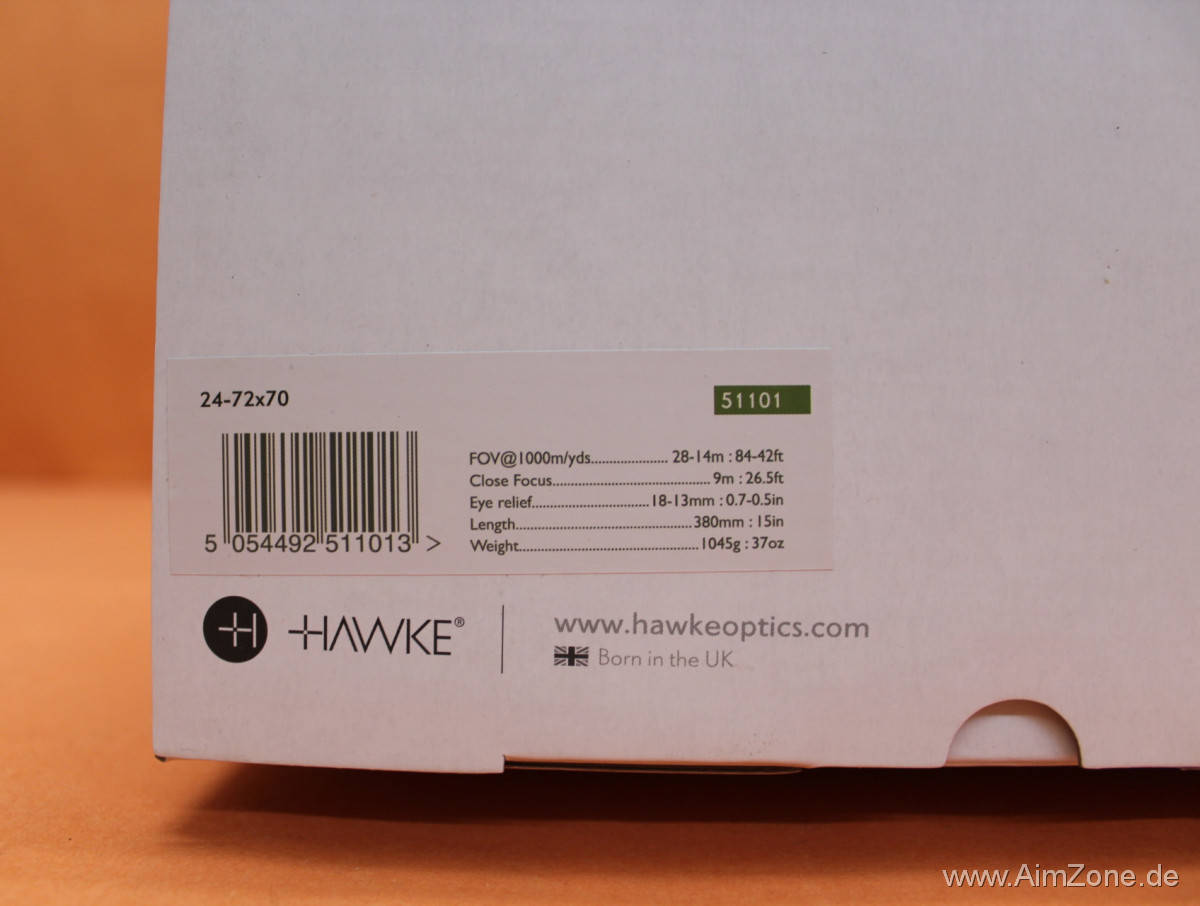 24-72x70
51101
FOV@1000m/yds..................... 28-14m : 84-42ft
Close Focus............................................ 9m : 26.5ft
Eye relief................................. 18-13mm : 0.7-0.5in
Length.................................................. 380mm : 15in
Weight.................................................. 1045g : 37oz
5 054492 511013 >
HAWKE®
www.hawkeoptics.com
Born in the UK
www.AimZone.de